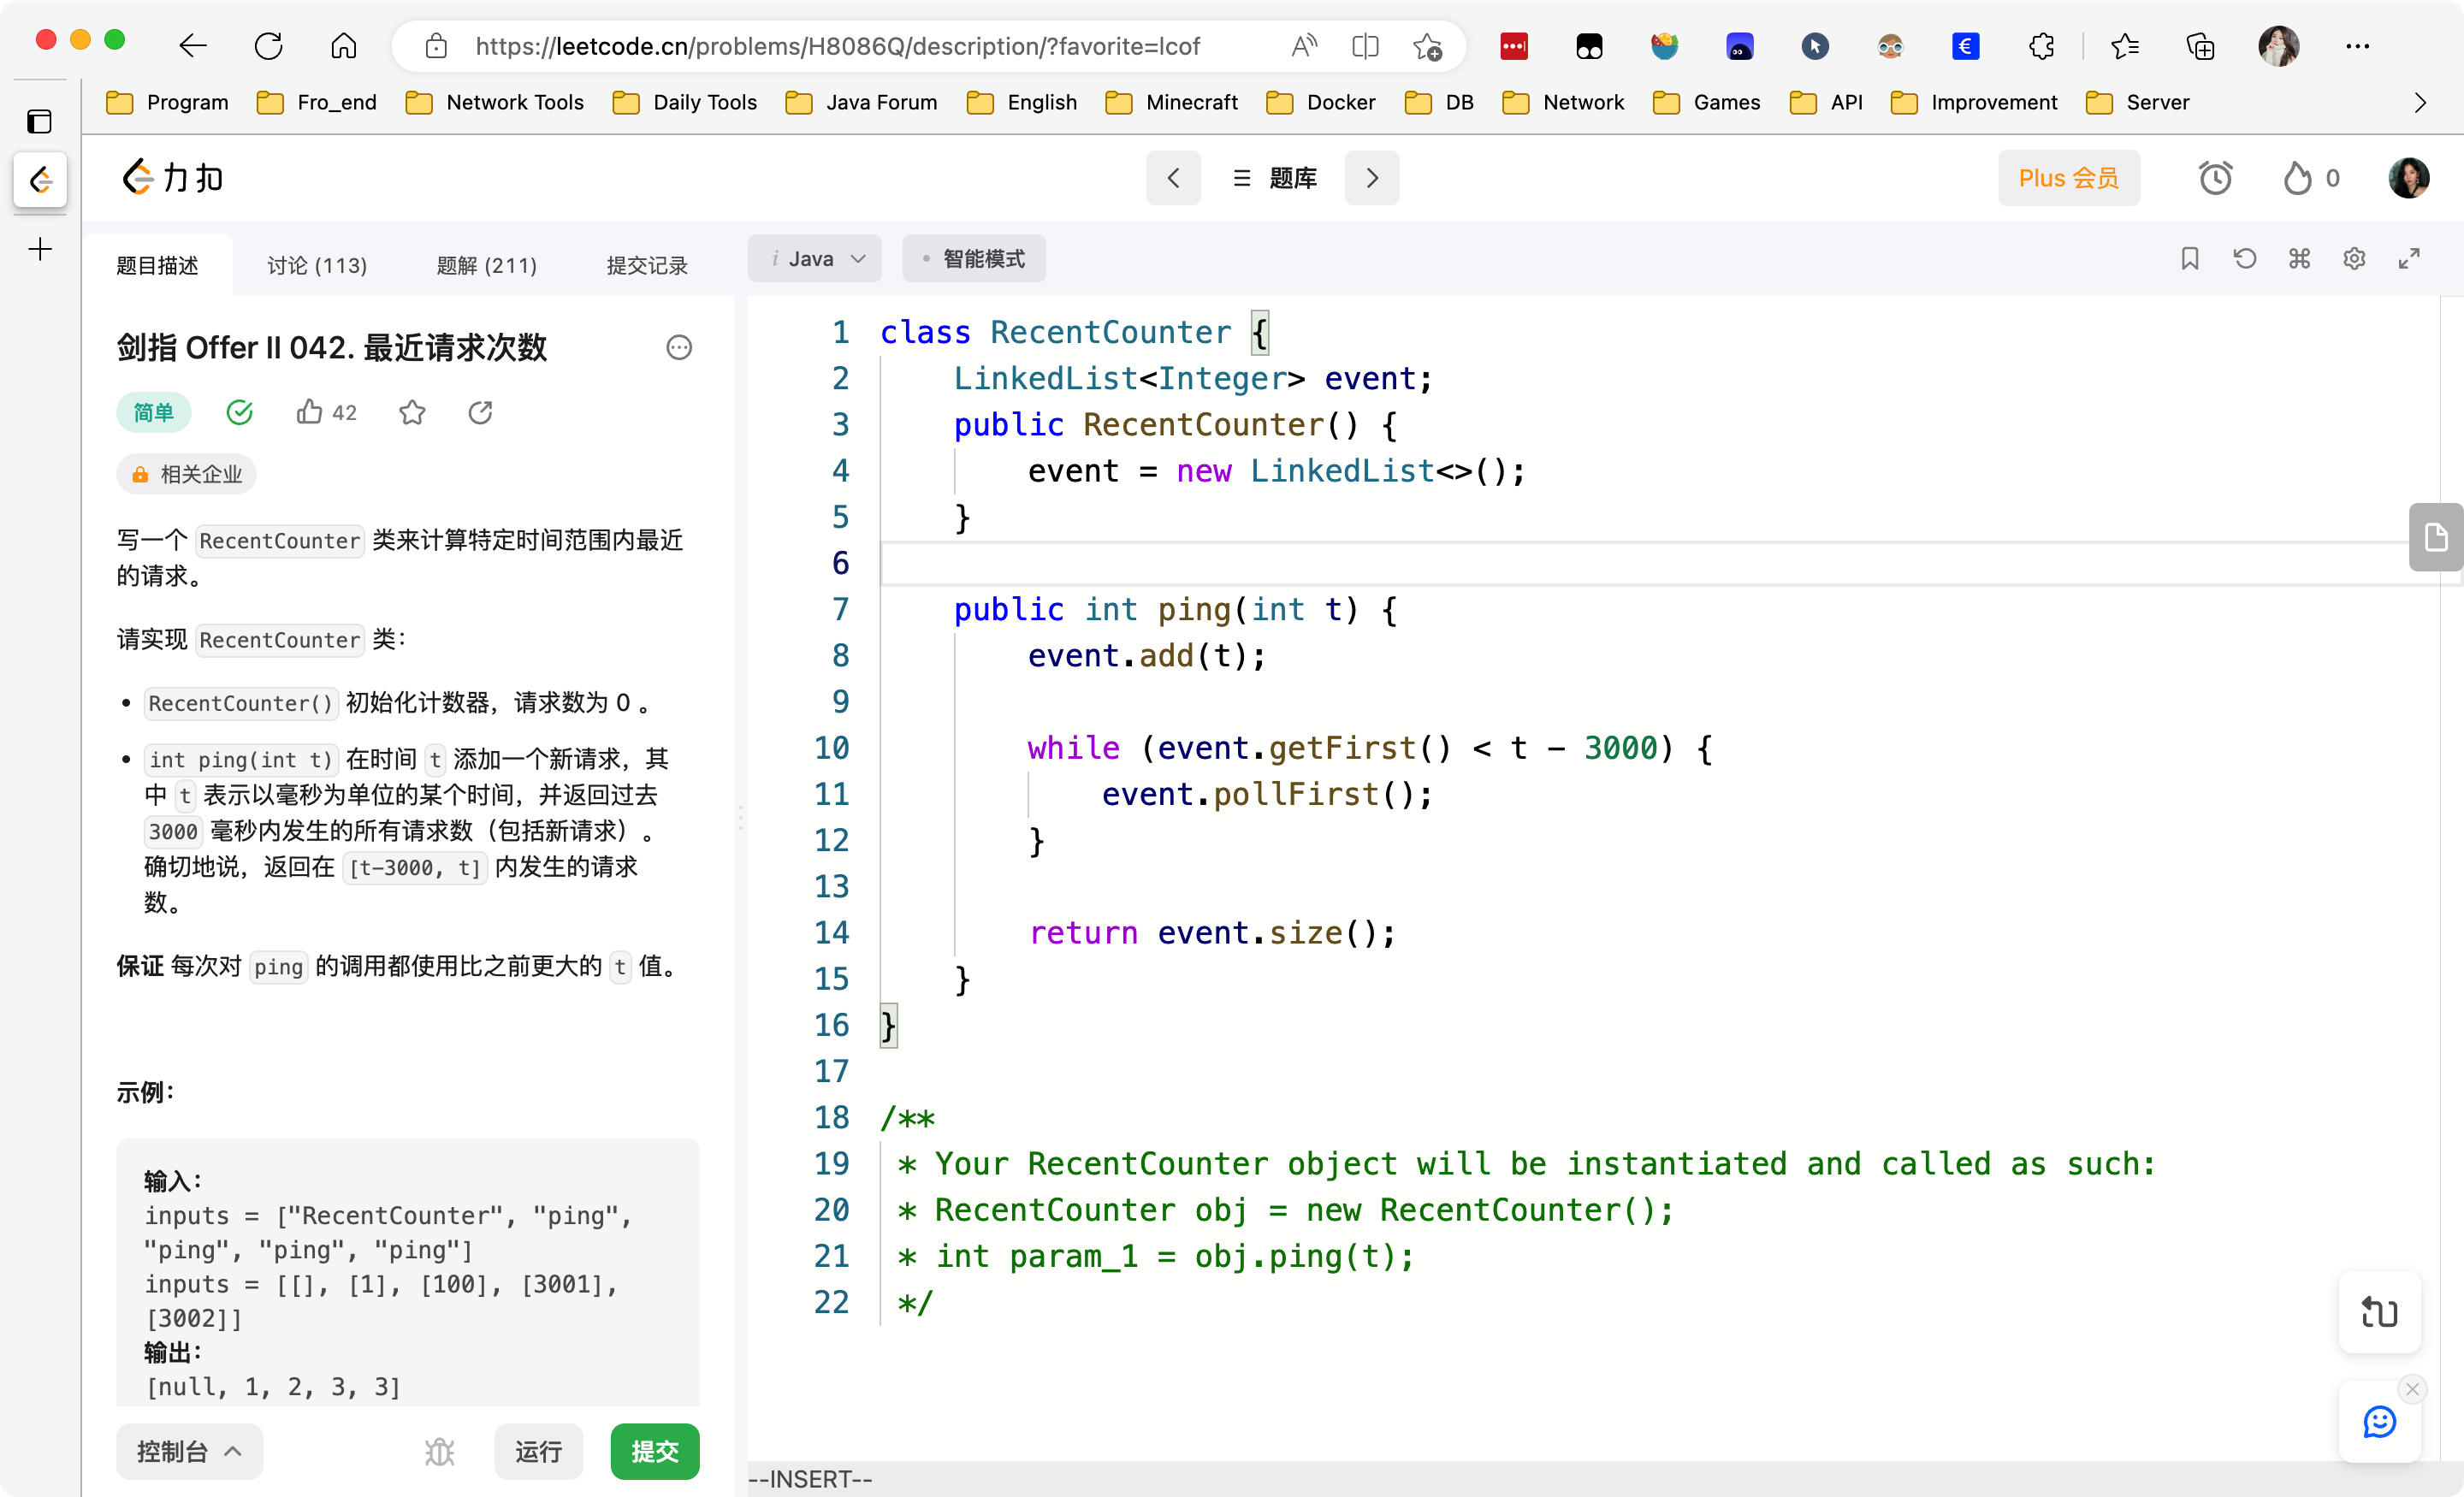 https://leetcode.cn/problems/H8086Q/description/?favorite=lcof
Program Fro_end Network Tools Daily Tools Java Forum English Minecraft Docker DB Network Games API Improvement Server
力扣
题库
Plus 会员
0
题目描述 讨论 (113) 题解 (211) 提交记录
Java
智能模式
剑指 Offer II 042. 最近请求次数
简单
42
相关企业
写一个 RecentCounter 类来计算特定时间范围内最近
的请求。
请实现 RecentCounter 类：
• RecentCounter() 初始化计数器，请求数为 0 。
• int ping(int t) 在时间 t 添加一个新请求，其
中 t 表示以毫秒为单位的某个时间，并返回过去
3000 毫秒内发生的所有请求数（包括新请求）。
确切地说，返回在 [t-3000, t] 内发生的请求
数。
保证 每次对 ping 的调用都使用比之前更大的 t 值。
示例：
输入：
inputs = ["RecentCounter", "ping",
"ping", "ping", "ping"]
inputs = [[], [1], [100], [3001],
[3002]]
输出：
[null, 1, 2, 3, 3]
控制台
运行
提交
1 class RecentCounter {
2 LinkedList<Integer> event;
3 public RecentCounter() {
4 event = new LinkedList<>();
5 }
6
7 public int ping(int t) {
8 event.add(t);
9
10 while (event.getFirst() < t - 3000) {
11 event.pollFirst();
12 }
13
14 return event.size();
15 }
16 }
17
18 /**
19 * Your RecentCounter object will be instantiated and called as such:
20 * RecentCounter obj = new RecentCounter();
21 * int param_1 = obj.ping(t);
22 */
--INSERT--